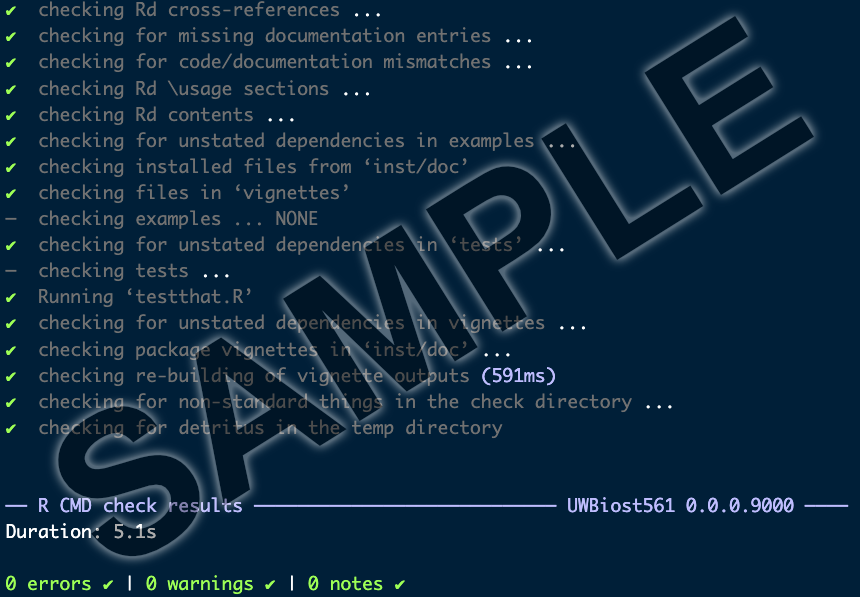 ✔ checking Rd cross-references ...
✔ checking for missing documentation entries ...
✔ checking for code/documentation mismatches ...
✔ checking Rd \usage sections ...
✔ checking Rd contents ...
✔ checking for unstated dependencies in examples ...
✔ checking installed files from ‘inst/doc’
✔ checking files in ‘vignettes’
─ checking examples ... NONE
✔ checking for unstated dependencies in ‘tests’ ...
─ checking tests ...
✔ Running ‘testthat.R’
✔ checking for unstated dependencies in vignettes ...
✔ checking package vignettes in ‘inst/doc’ ...
✔ checking re-building of vignette outputs (591ms)
✔ checking for non-standard things in the check directory ...
✔ checking for detritus in the temp directory
── R CMD check results ──────────────────────────── UWBiost561 0.0.0.9000 ────
Duration: 5.1s
0 errors ✔ | 0 warnings ✔ | 0 notes ✔
SAMPLE